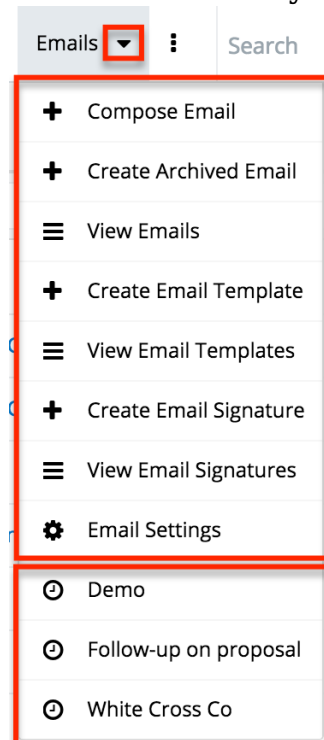 Emails Search
Compose Email
Create Archived Email
View Emails
Create Email Template
View Email Templates
Create Email Signature
View Email Signatures
Email Settings
Demo
Follow-up on proposal
White Cross Co